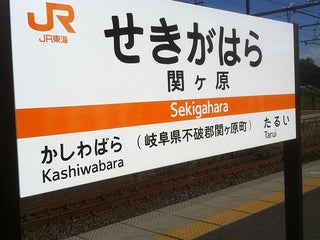 JR
JR東海
せきがはら
関ヶ原
Sekigahara
かしわばら
Kashiwabara
(岐阜県不破郡関ヶ原町)
たるい
Tarui